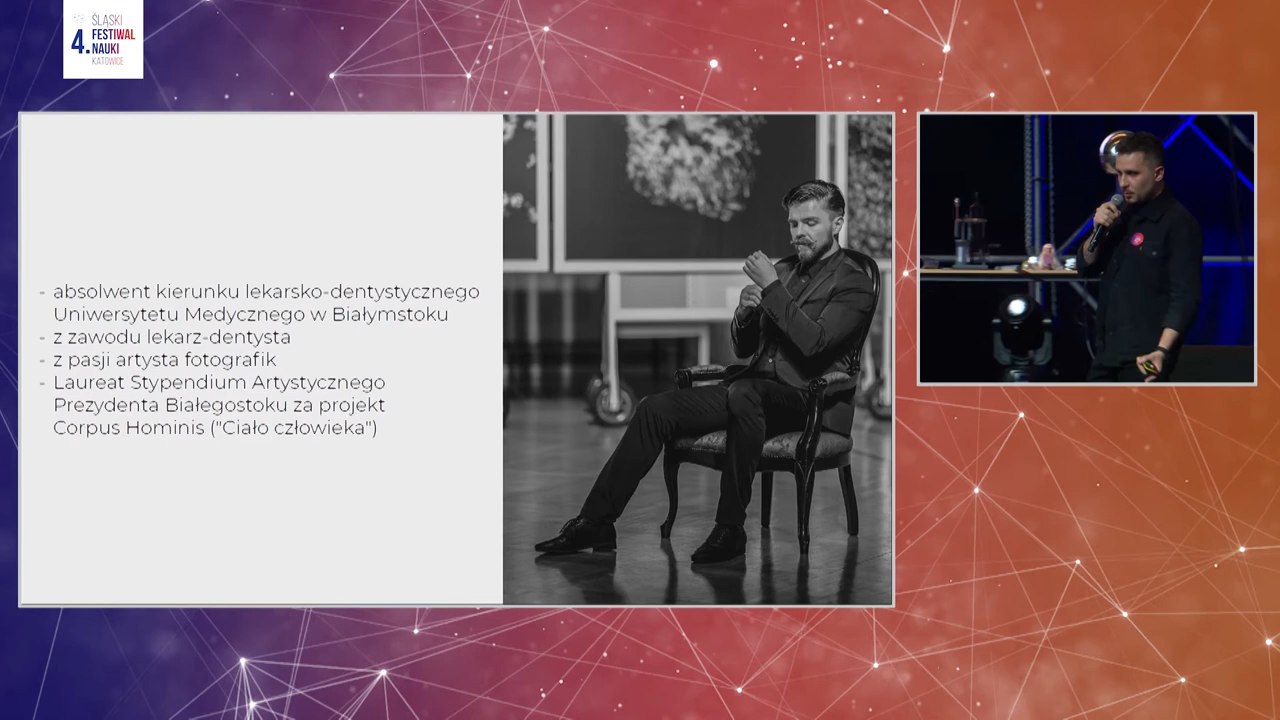 ŚLĄSKI
4. FESTIWAL
NAUKI
KATOWICE
- absolwent kierunku lekarsko-dentystycznego
Uniwersytetu Medycznego w Białymstoku
- z zawodu lekarz-dentysta
- z pasji artysta fotografik
- Laureat Stypendium Artystycznego
Prezydenta Białegostoku za projekt
Corpus Hominis ("Ciało człowieka")